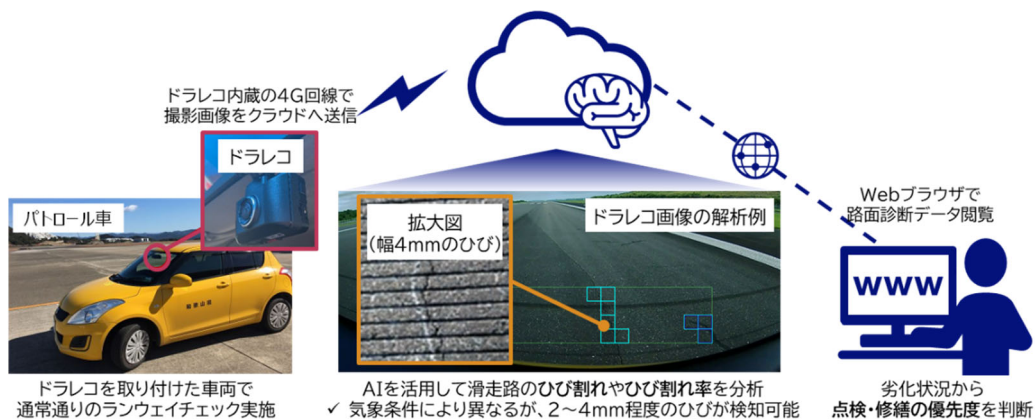 ドラレコ内蔵の4G回線で
撮影画像をクラウドへ送信
ドラレコ
パトロール車
ドラレコを取り付けた車両で
通常通りのランウェイチェック実施
拡大図
(幅4mmのひび)
ドラレコ画像の解析例
AIを活用して滑走路のひび割れやひび割れ率を分析
✓ 気象条件により異なるが、2～4mm程度のひびが検知可能
Webブラウザで
路面診断データ閲覧
www
劣化状況から
点検・修繕の優先度を判断